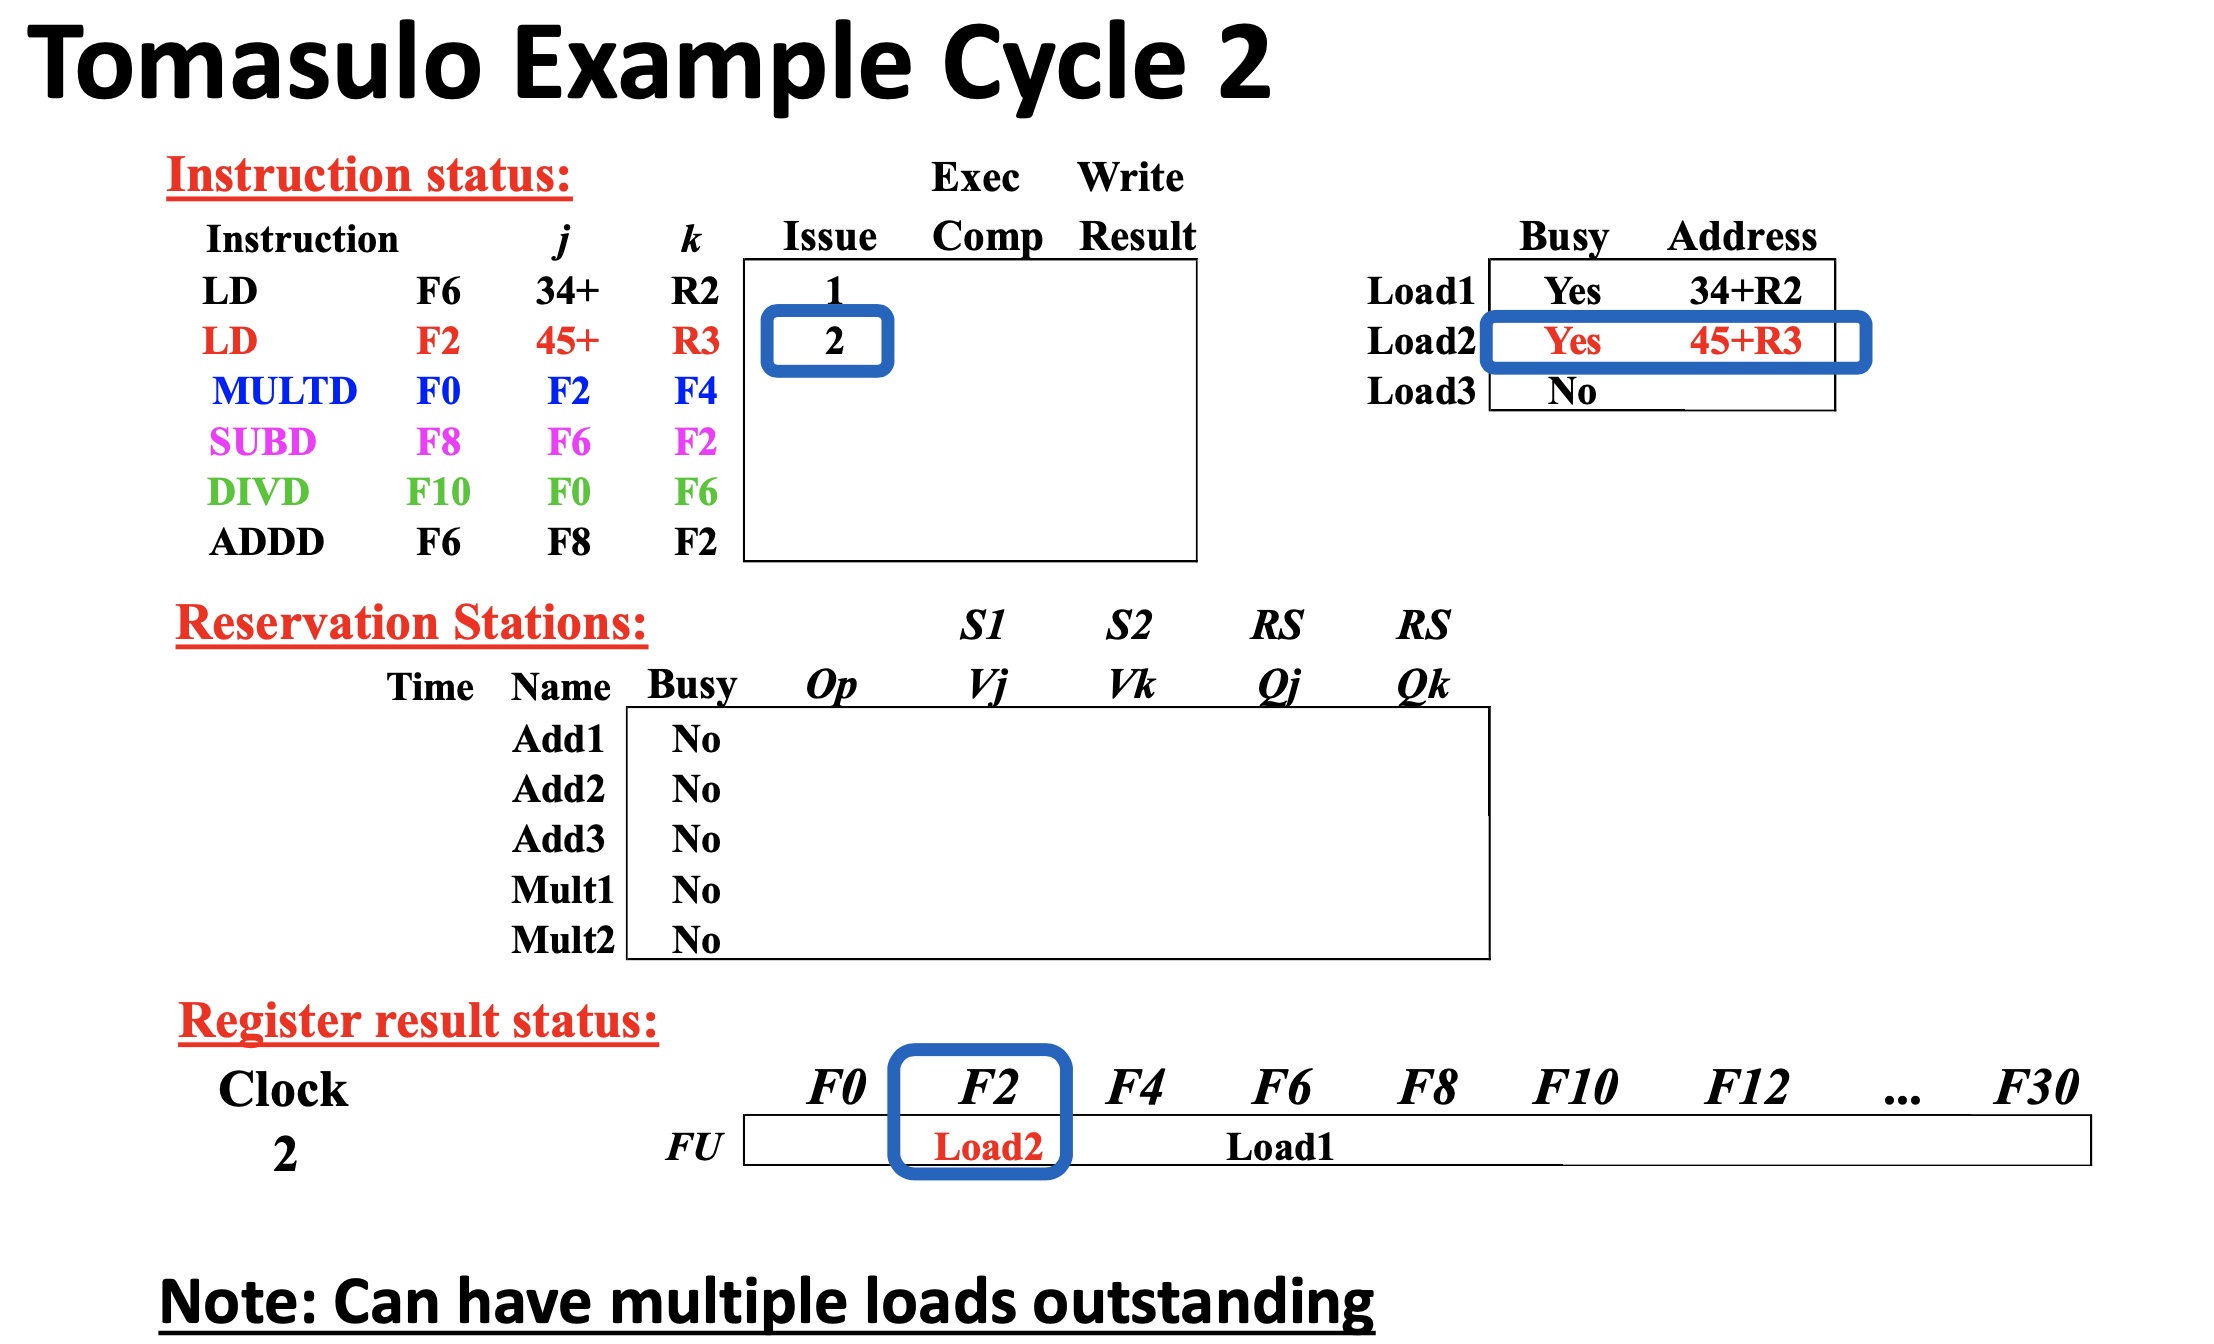 Tomasulo Example Cycle 2
Instruction status: Exec Write
Instruction j k Issue Comp Result Busy Address
LD F6 34+ R2 1 Load1 Yes 34+R2
LD F2 45+ R3 2 Load2 Yes 45+R3
MULTD F0 F2 F4 Load3 No
SUBD F8 F6 F2
DIVD F10 F0 F6
ADDD F6 F8 F2
Reservation Stations: S1 S2 RS RS
Time Name Busy Op Vj Vk Qj Qk
Add1 No
Add2 No
Add3 No
Mult1 No
Mult2 No
Register result status:
Clock F0 F2 F4 F6 F8 F10 F12 ... F30
2 FU Load2 Load1
Note: Can have multiple loads outstanding